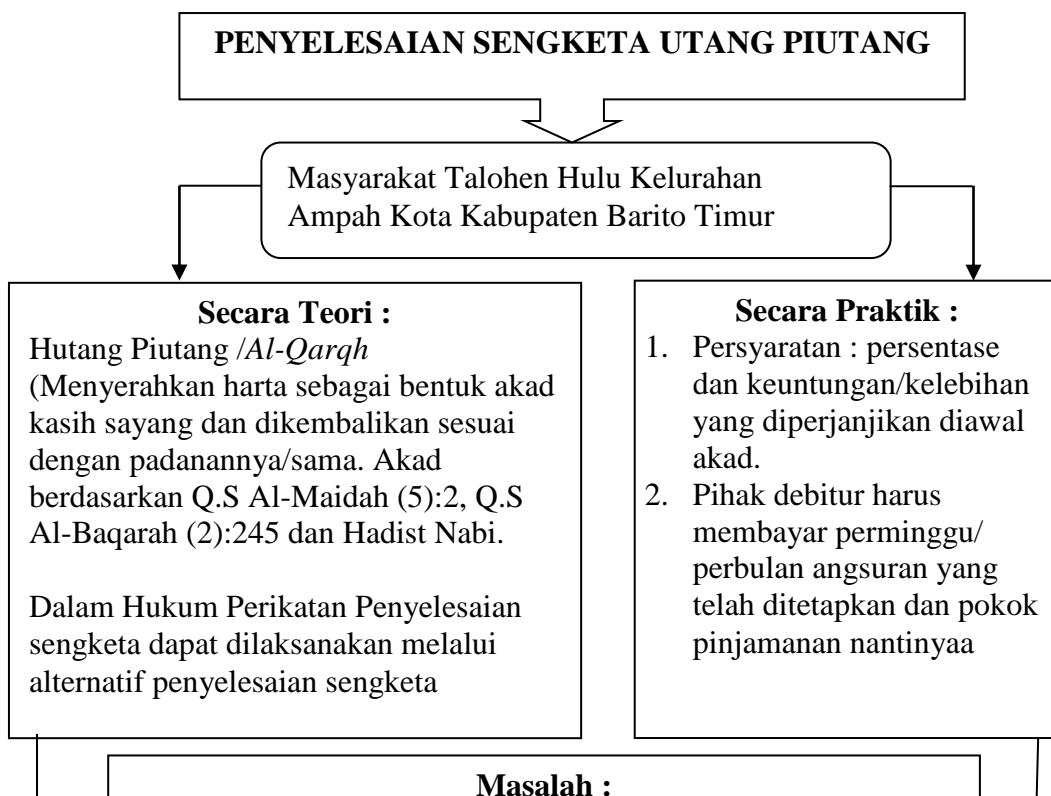 PENYELESAIAN SENGKETA UTANG PIUTANG
Masyarakat Talohen Hulu Kelurahan
Ampah Kota Kabupaten Barito Timur
Secara Teori :
Hutang Piutang /Al-Qarqh
(Menyerahkan harta sebagai bentuk akad
kasih sayang dan dikembalikan sesuai
dengan padanannya/sama. Akad
berdasarkan Q.S Al-Maidah (5):2, Q.S
Al-Baqarah (2):245 dan Hadist Nabi.
Dalam Hukum Perikatan Penyelesaian
sengketa dapat dilaksanakan melalui
alternatif penyelesaian sengketa
Secara Praktik :
1. Persyaratan : persentase
dan keuntungan/kelebihan
yang diperjanjikan diawal
akad.
2. Pihak debitur harus
membayar perminggu/
perbulan angsuran yang
telah ditetapkan dan pokok
pinjamanan nantinyaa
Masalah :